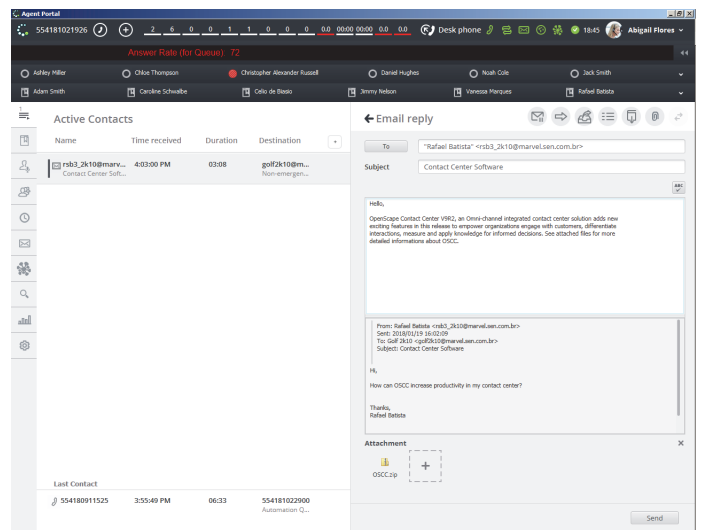 Agent Portal
554181021926 2 6 0 0 1 1 0 0 0 0.0 00:00 00:00 0.0 0.0 Desk phone 18:45 Abigail Flores
Answer Rate (for Queue): 72
Ashley Miller Chloe Thompson Christopher Alexander Russell Daniel Hughes Noah Cole Jack Smith
Adam Smith Caroline Schwalbe Celio de Biasio Jimmy Nelson Vanessa Marques Rafael Batista
1
Active Contacts
Name Time received Duration Destination
rsb3_2k10@marv... 4:03:00 PM 03:08 golf2k10@m...
Contact Center Soft... Non-emergen...
Last Contact
554180911525 3:55:49 PM 06:33 554181022900
Automation Q...
Email reply
To "Rafael Batista" <rsb3_2k10@marvel.sen.com.br>
Subject Contact Center Software
ABC
Hello,
OpenScape Contact Center V9R2, an Omni-channel integrated contact center solution adds new
exciting features in this release to empower organizations engage with customers, differentiate
interactions, measure and apply knowledge for informed decisions. See attached files for more
detailed informations about OSCC.
From: Rafael Batista <rsb3_2k10@marvel.sen.com.br>
Sent: 2018/01/19 16:02:09
To: Golf 2k10 <golf2k10@marvel.sen.com.br>
Subject: Contact Center Software
Hi,
How can OSCC increase productivity in my contact center?
Thanks,
Rafael Batista
Attachment
OSCC.zip
Send